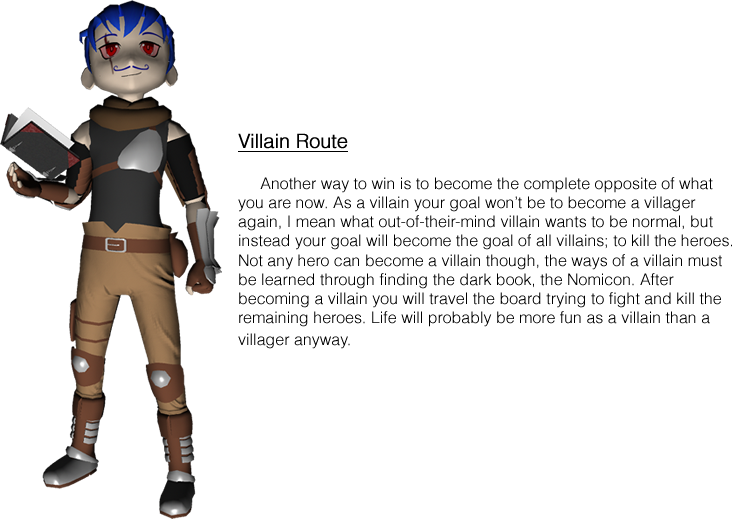 Villain Route
Another way to win is to become the complete opposite of what
you are now. As a villain your goal won't be to become a villager
again, I mean what out-of-their-mind villain wants to be normal, but
instead your goal will become the goal of all villains; to kill the heroes.
Not any hero can become a villain though, the ways of a villain must
be learned through finding the dark book, the Nomicon. After
becoming a villain you will travel the board trying to fight and kill the
remaining heroes. Life will probably be more fun as a villain than a
villager anyway.